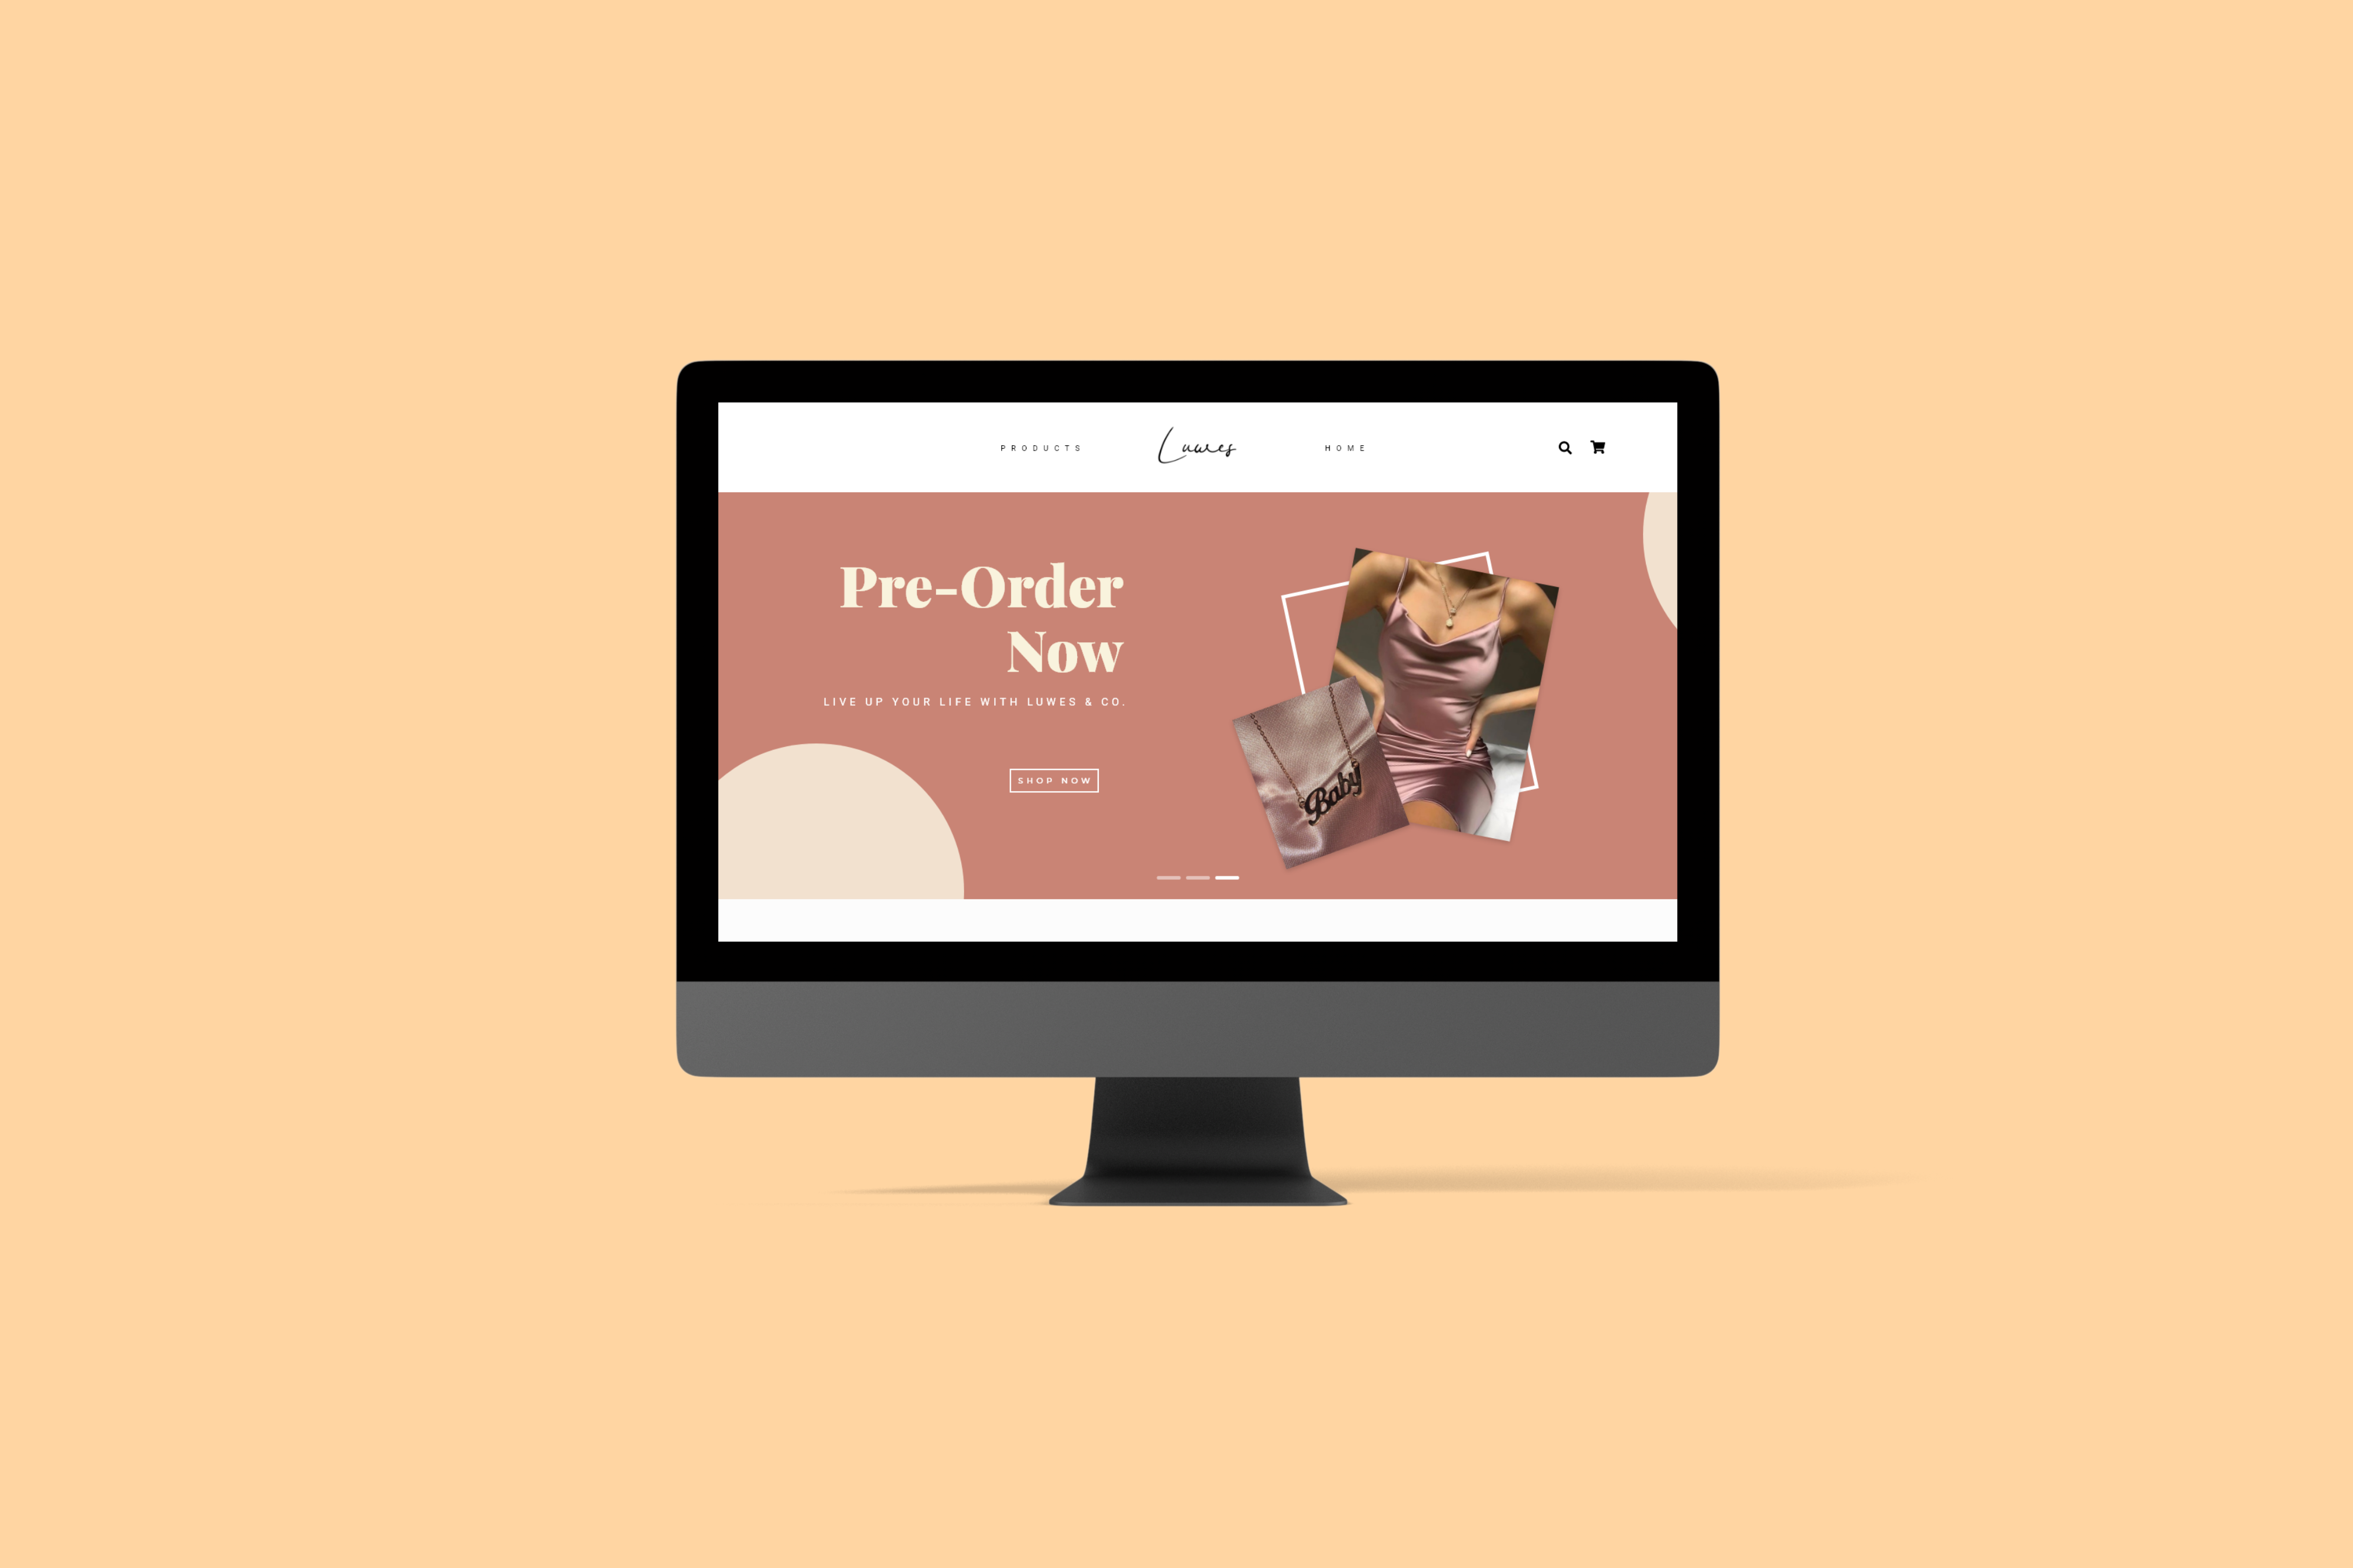 PRODUCTS
Luwes
HOME
Pre-Order
Now
LIVE UP YOUR LIFE WITH LUWES & CO.
SHOP NOW
Baby